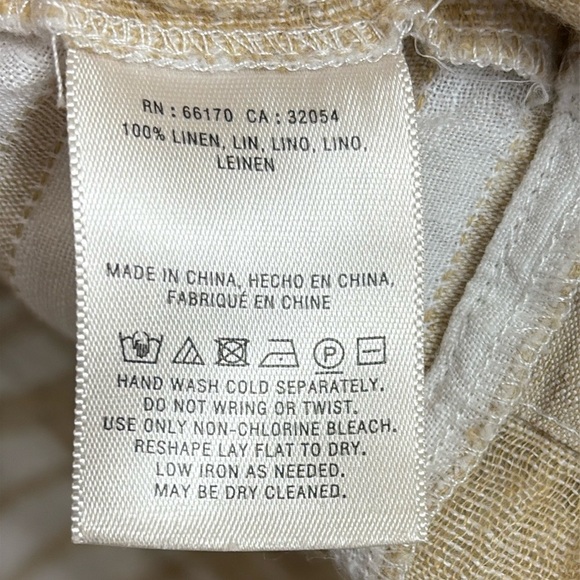 RN : 66170 CA : 32054
100% LINEN, LIN, LINO, LINO,
LEINEN
MADE IN CHINA, HECHO EN CHINA,
FABRIQUÉ EN CHINE
P
HAND WASH COLD SEPARATELY.
DO NOT WRING OR TWIST.
USE ONLY NON-CHLORINE BLEACH.
RESHAPE LAY FLAT TO DRY.
LOW IRON AS NEEDED.
MAY BE DRY CLEANED.